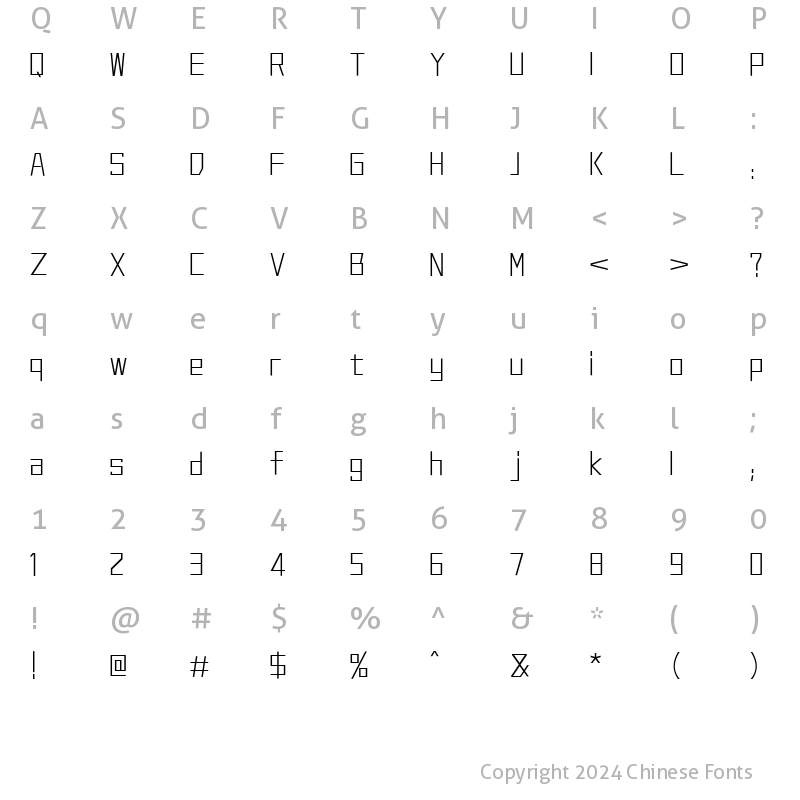 Q W E R T Y U I O P
Q W E R T Y U I O P
A S D F G H J K L :
A S D F G H J K L :
Z X C V B N M < > ?
Z X C V B N M < > ?
q w e r t y u i o p
q w e r t y u i o p
a s d f g h j k l ;
a s d f g h j k l ;
1 2 3 4 5 6 7 8 9 0
1 2 3 4 5 6 7 8 9 0
! @ # $ % ^ & * ( )
! @ # $ % ^ & * ( )
Copyright 2024 Chinese Fonts